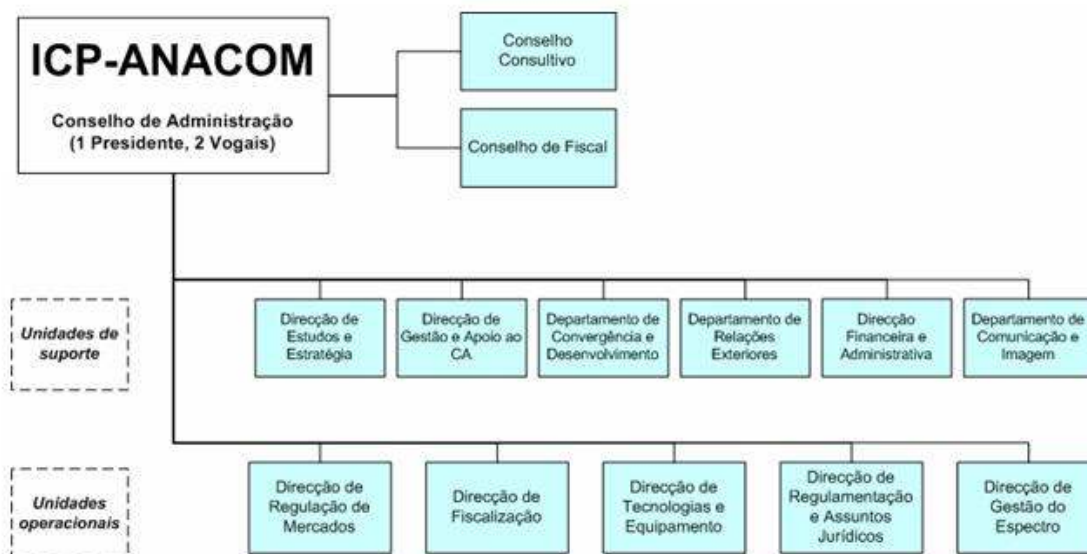 ICP-ANACOM
Conselho de Administração
(1 Presidente, 2 Vogais)
Conselho
Consultivo
Conselho de Fiscal
Unidades de
suporte
Direcção de
Estudos e
Estratégia
Direcção de
Gestão e Apoio ao
CA
Departamento de
Convergência e
Desenvolvimento
Departamento de
Relações
Exteriores
Direcção
Financeira e
Administrativa
Departamento de
Comunicação e
Imagem
Unidades
operacionais
Direcção de
Regulação de
Mercados
Direcção de
Fiscalização
Direcção de
Tecnologias e
Equipamento
Direcção de
Regulamentação
e Assuntos
Jurídicos
Direcção de
Gestão do
Espectro